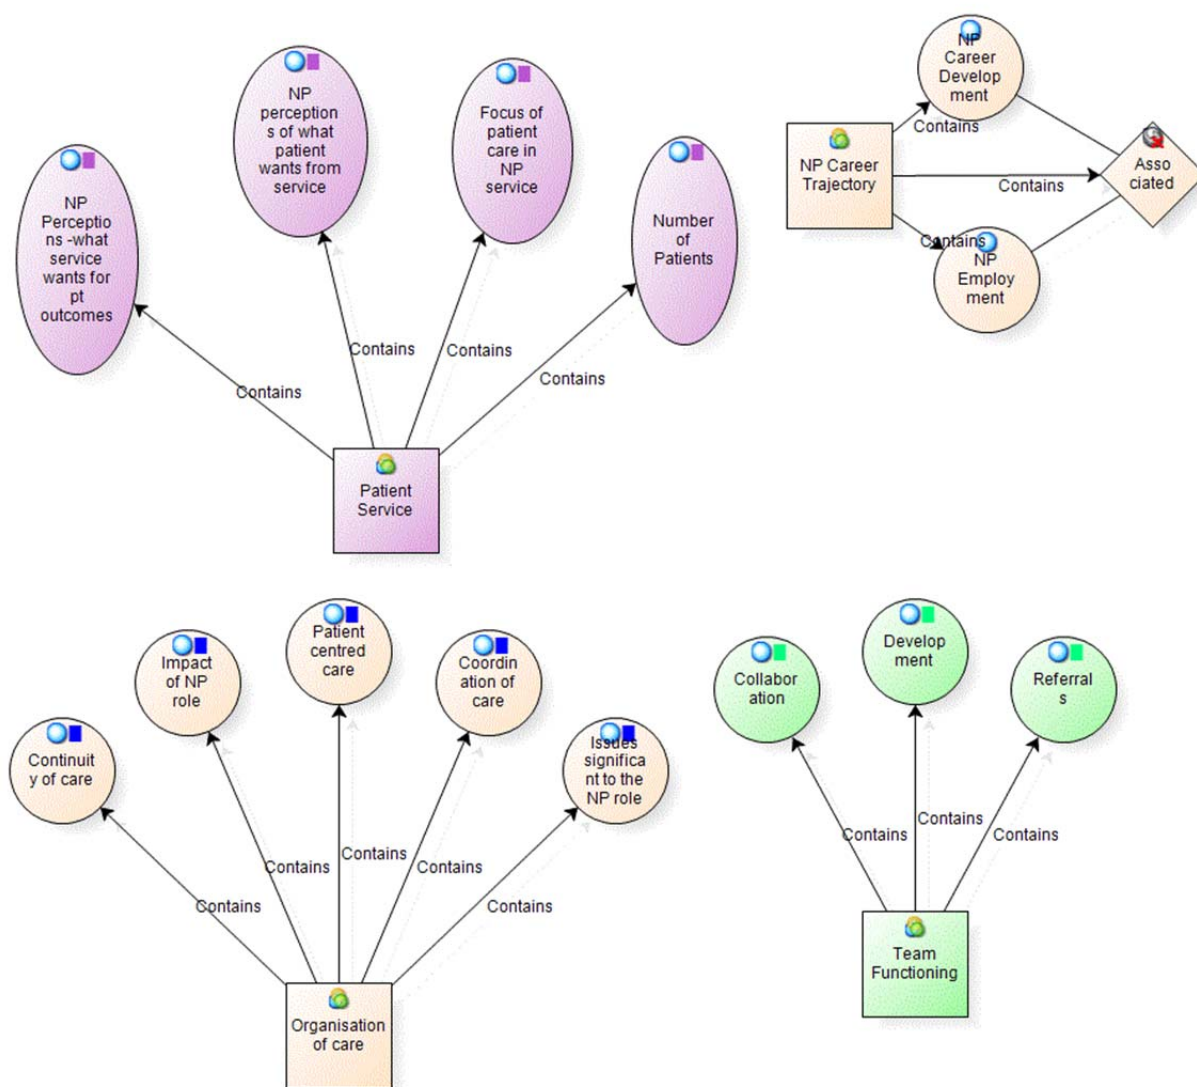 NP
Perceptio
ns -what
service
wants for
pt
outcomes
NP
perception
s of what
patient
wants from
service
Focus of
patient
care in
NP
service
Number
of
Patients
Contains
Contains
Contains
Contains
Patient
Service
NP
Career
Develop
ment
Contains
NP Career
Trajectory
Contains
Asso
ciated
Contains
NP
Employ
ment
Continuit
y of care
Impact
of NP
role
Patient
centred
care
Coordin
ation of
care
Issues
significa
nt to the
NP role
Contains
Contains
Contains
Contains
Contains
Organisation
of care
Collabor
ation
Develop
ment
Referral
s
Contains
Contains
Contains
Team
Functioning